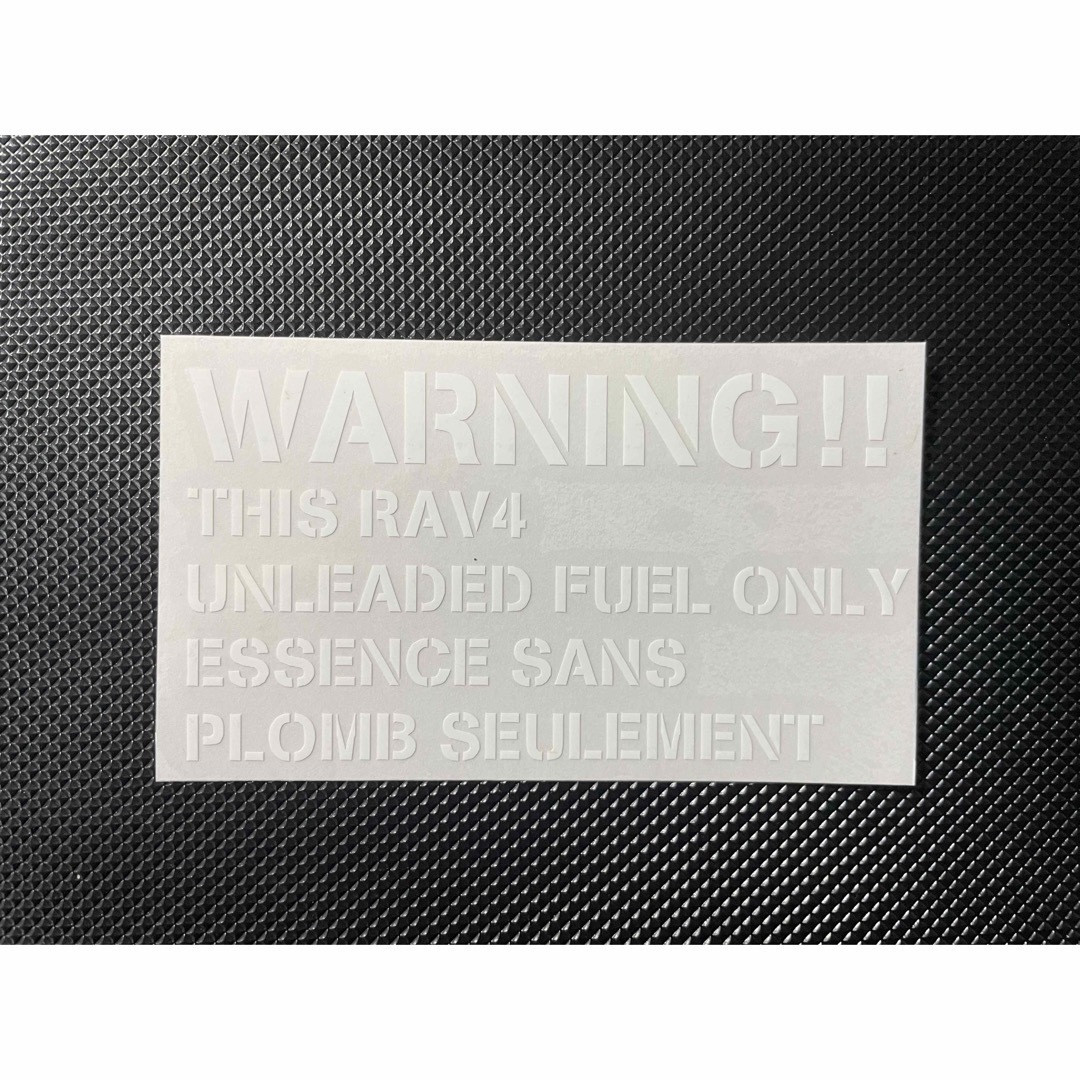 WARNING!!
THIS RAV4
UNLEADED FUEL ONLY
ESSENCE SANS
PLOMB SEULEMENT